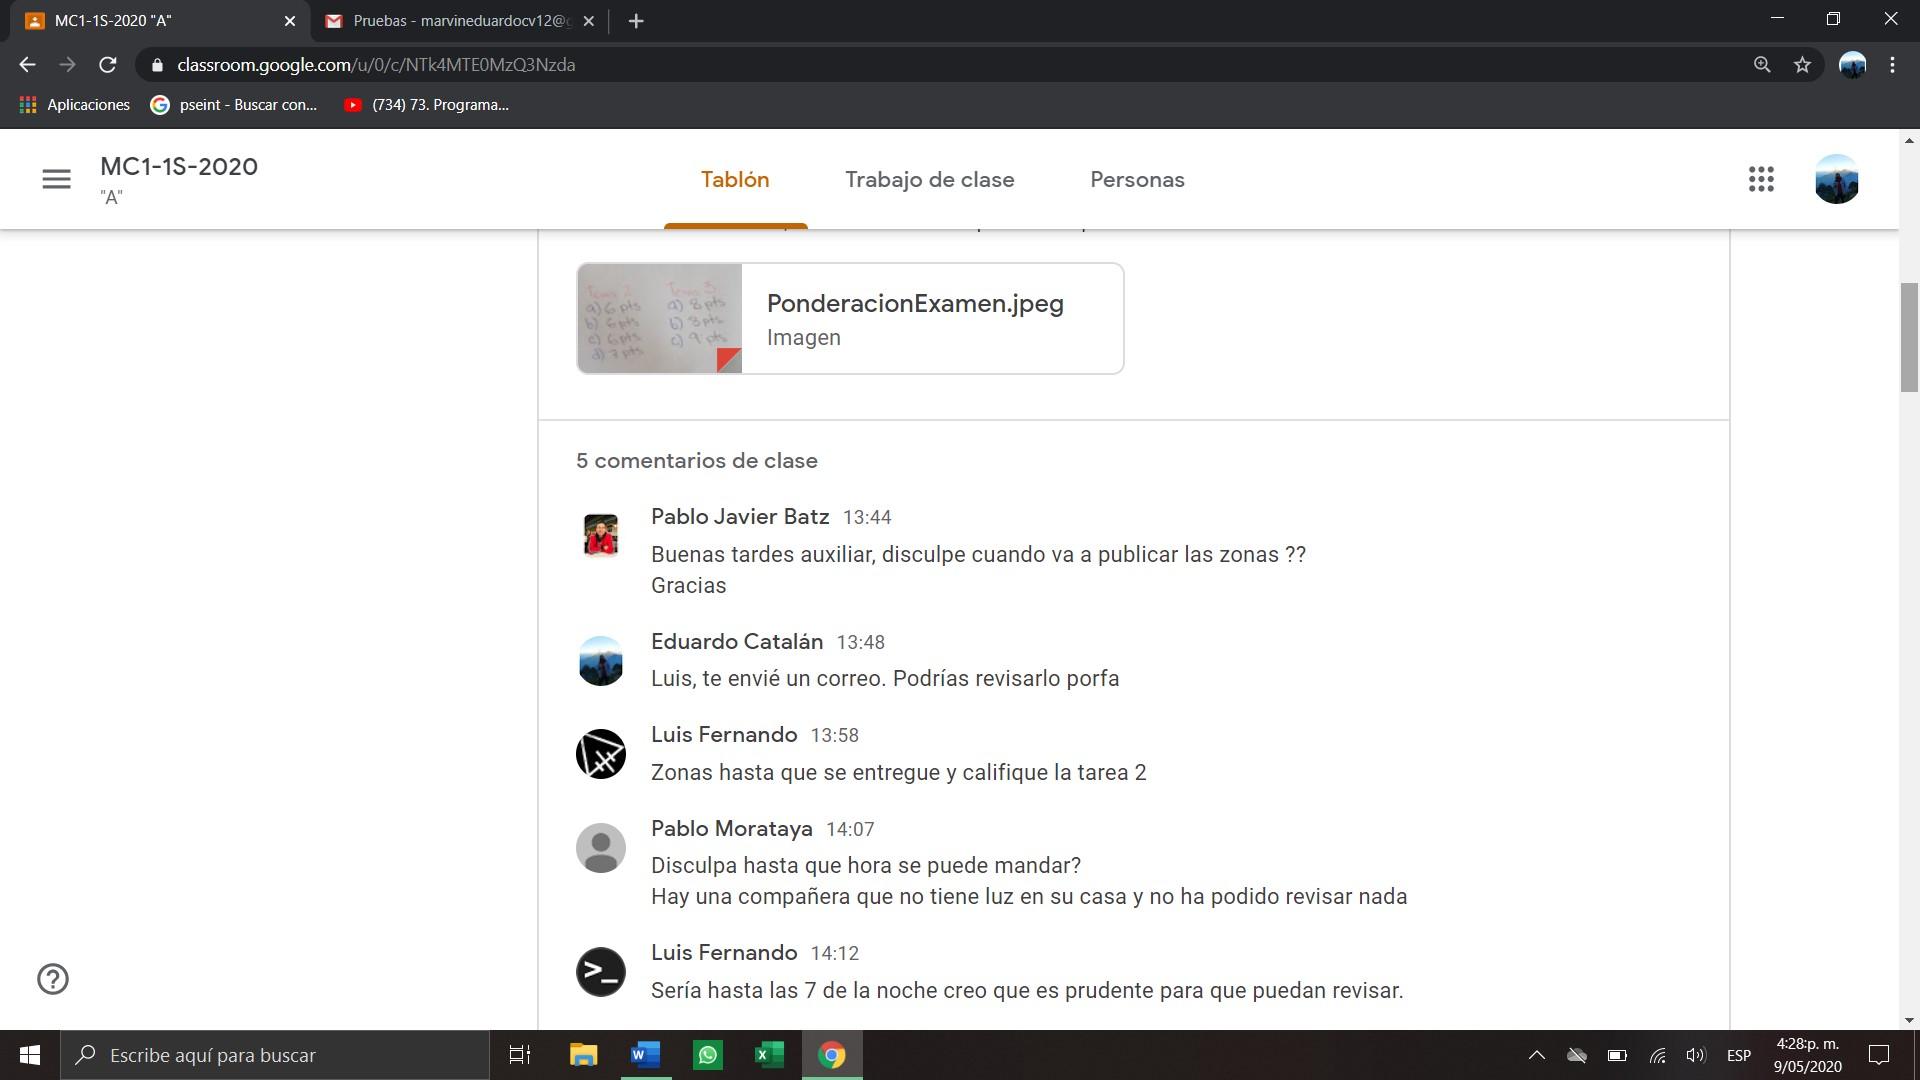 MC1-1S-2020 "A"
Pruebas - marvineduardocv12@g
classroom.google.com/u/0/c/NTk4MTE0MzQ3Nzda
Aplicaciones
pseint - Buscar con...
(734) 73. Programa...
MC1-1S-2020
"A"
Tablón
Trabajo de clase
Personas
Tema 2 Tema 3
a) 6 pts a) 8 pts
b) 6 pts b) 8 pts
c) 6 pts c) 9 pts
d) 7 pts
PonderacionExamen.jpeg
Imagen
5 comentarios de clase
Pablo Javier Batz 13:44
Buenas tardes auxiliar, disculpe cuando va a publicar las zonas ??
Gracias
Eduardo Catalán 13:48
Luis, te envié un correo. Podrías revisarlo porfa
Luis Fernando 13:58
Zonas hasta que se entregue y califique la tarea 2
Pablo Morataya 14:07
Disculpa hasta que hora se puede mandar?
Hay una compañera que no tiene luz en su casa y no ha podido revisar nada
Luis Fernando 14:12
Sería hasta las 7 de la noche creo que es prudente para que puedan revisar.
Escribe aquí para buscar
ESP
4:28:p. m.
9/05/2020